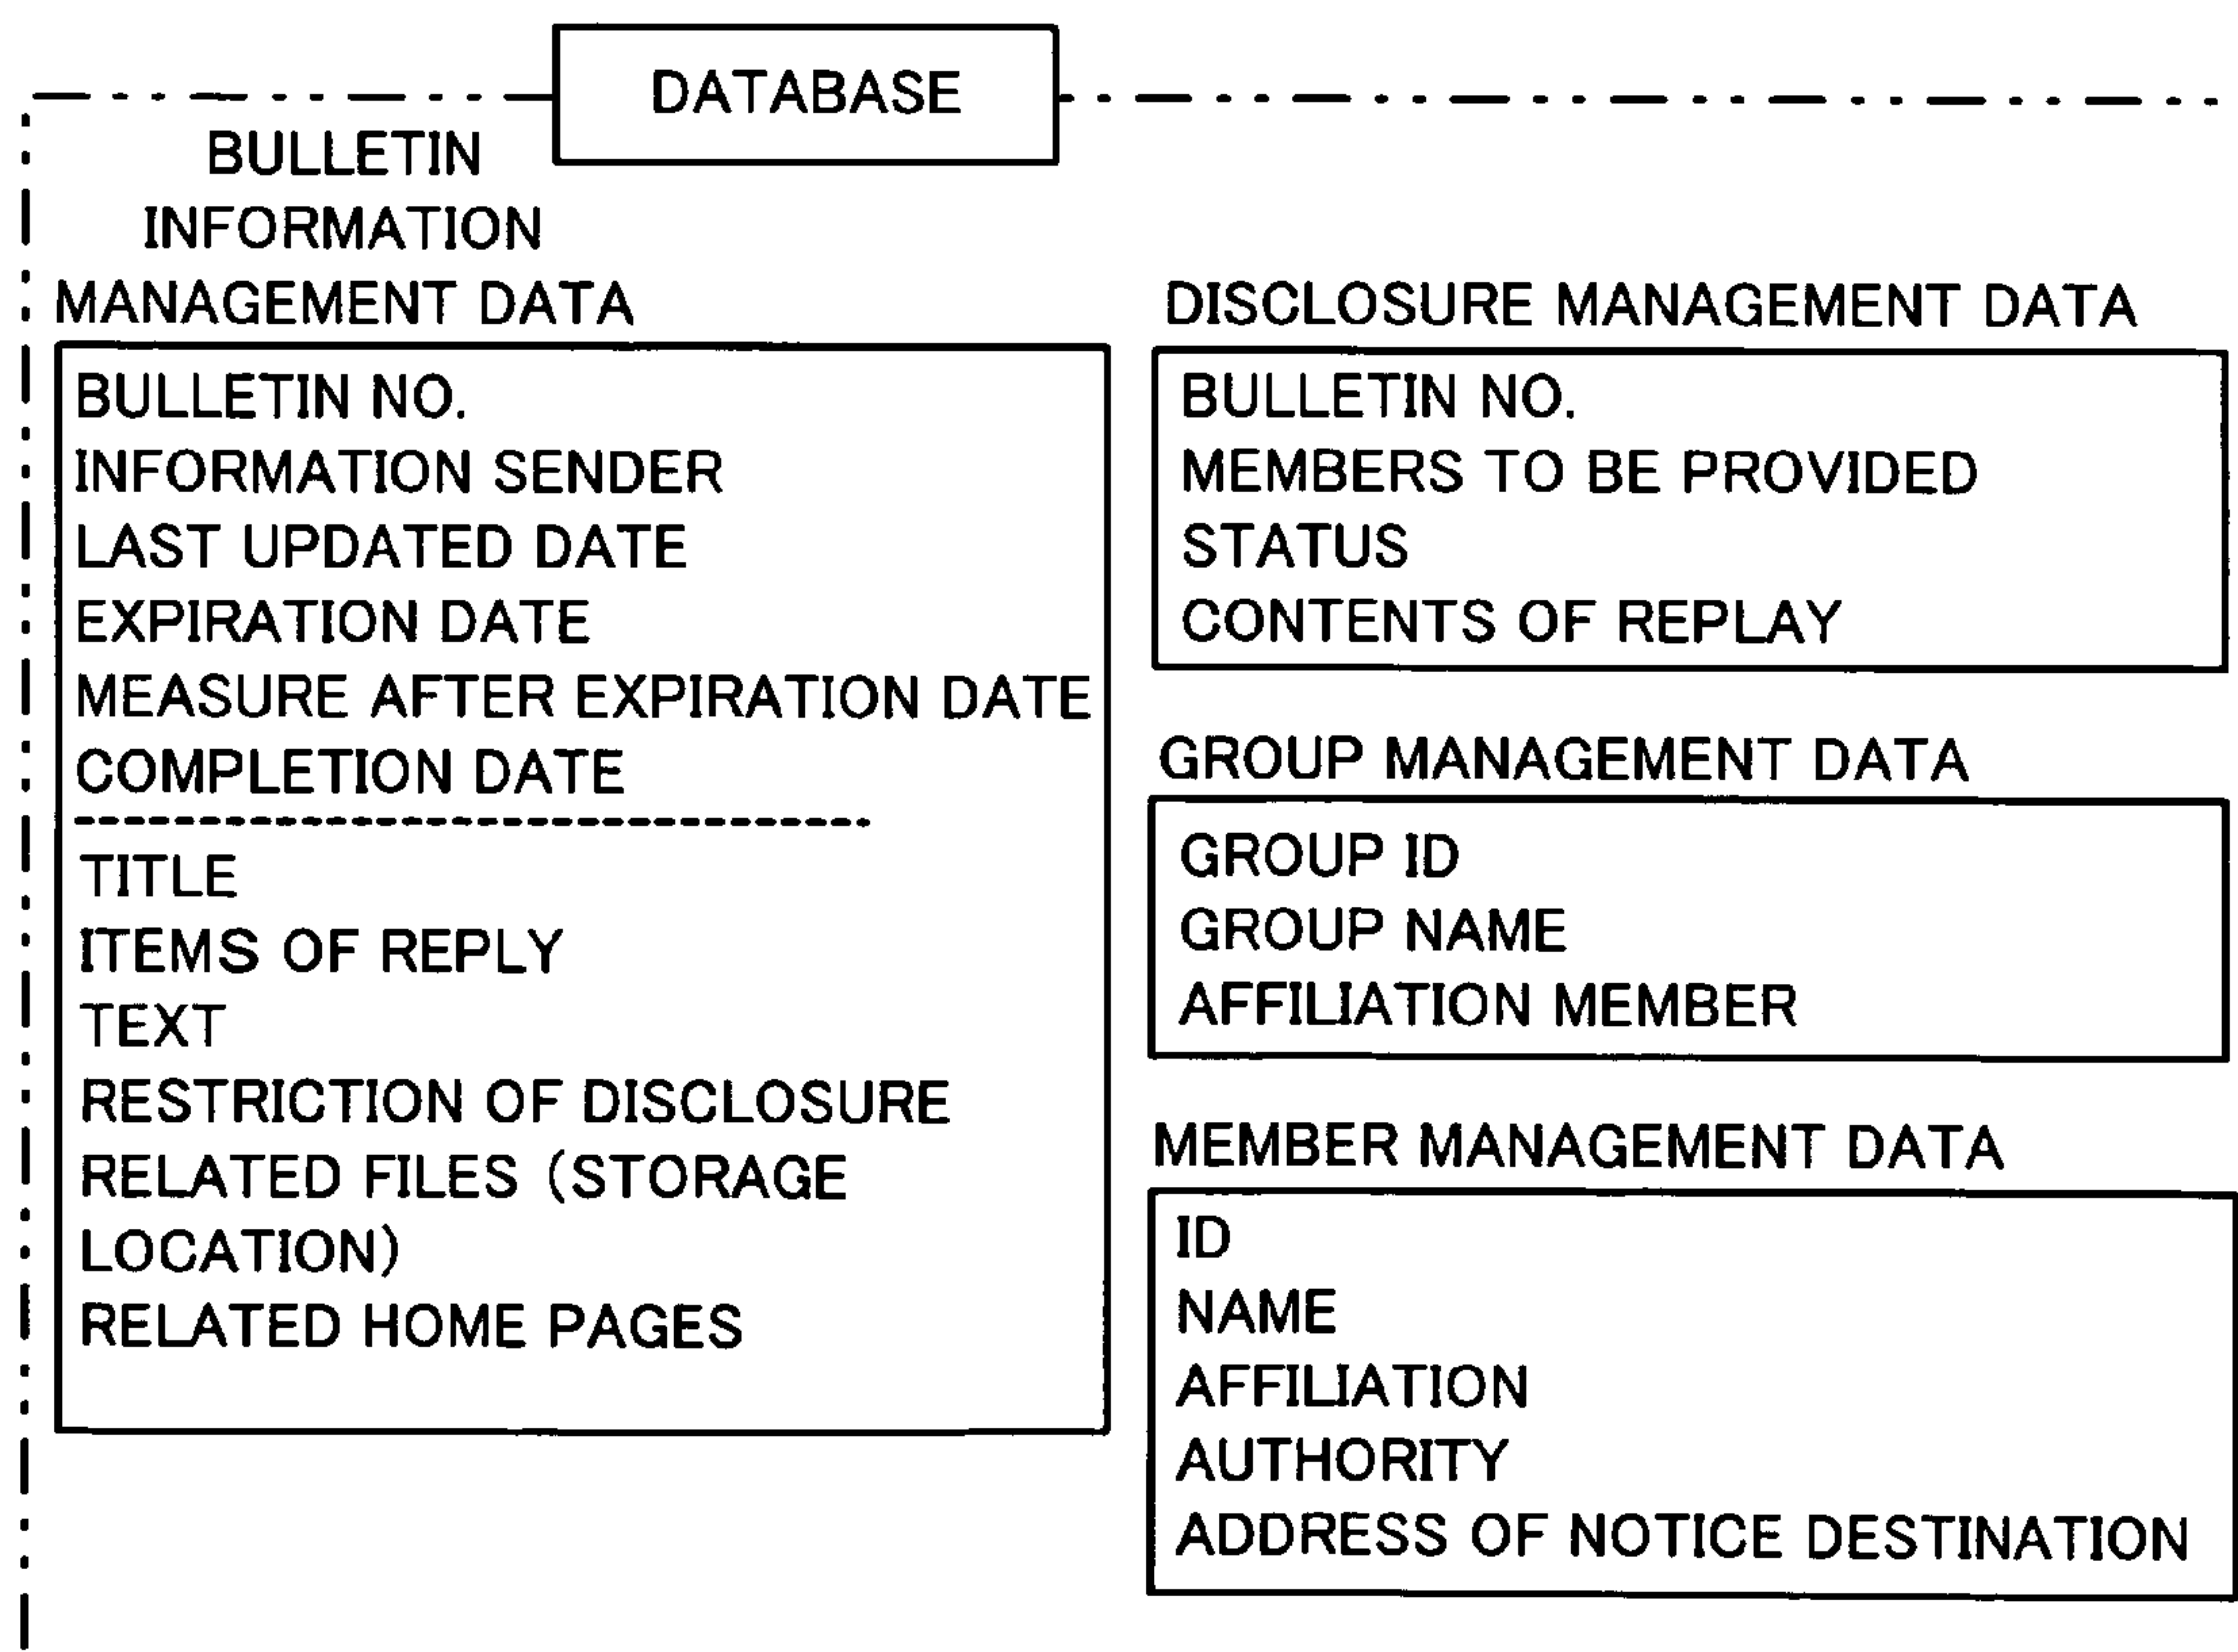 DATABASE
BULLETIN
INFORMATION
MANAGEMENT DATA
BULLETIN NO.
INFORMATION SENDER
LAST UPDATED DATE
EXPIRATION DATE
MEASURE AFTER EXPIRATION DATE
COMPLETION DATE
TITLE
ITEMS OF REPLY
TEXT
RESTRICTION OF DISCLOSURE
RELATED FILES (STORAGE
LOCATION)
RELATED HOME PAGES
DISCLOSURE MANAGEMENT DATA
BULLETIN NO.
MEMBERS TO BE PROVIDED
STATUS
CONTENTS OF REPLAY
GROUP MANAGEMENT DATA
GROUP ID
GROUP NAME
AFFILIATION MEMBER
MEMBER MANAGEMENT DATA
ID
NAME
AFFILIATION
AUTHORITY
ADDRESS OF NOTICE DESTINATION